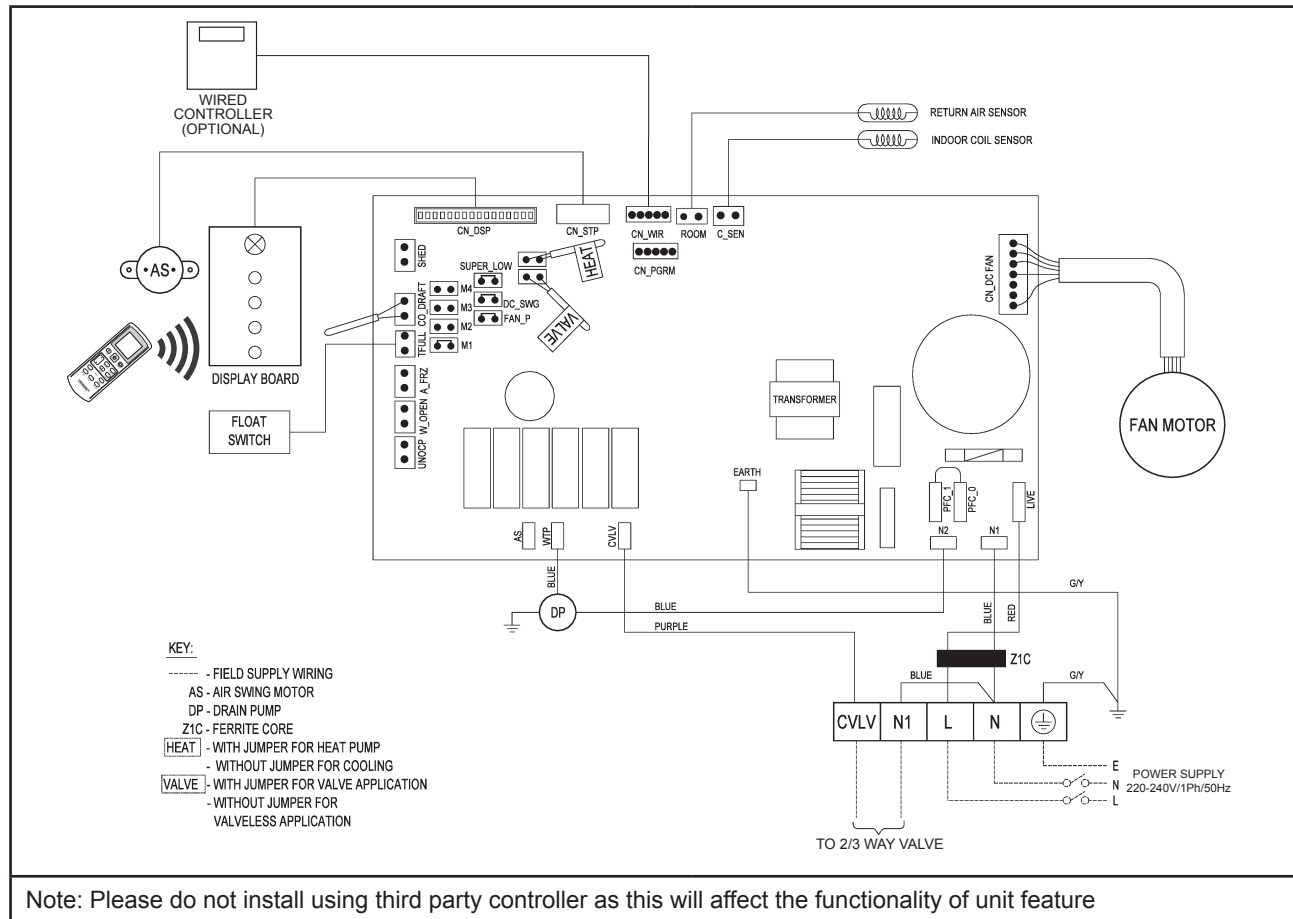 WIRED
CONTROLLER
(OPTIONAL)
RETURN AIR SENSOR
INDOOR COIL SENSOR
CN_DSP
CN_STP
CN_WIR
ROOM
C_SEN
CN_PGRM
SHED
SUPER_LOW
HEAT
CN_DC FAN
AS
CO_DRAFT
M4
M3
DC_SWG
M2
FAN_P
VALVE
M1
TFULL
DISPLAY BOARD
A_FRZ
TRANSFORMER
FAN MOTOR
FLOAT
SWITCH
W_OPEN
UNOCP
EARTH
PFC_1
PFC_0
LIVE
AS
WTP
CVLV
N2
N1
BLUE
G/Y
DP
BLUE
BLUE
RED
PURPLE
KEY:
------ - FIELD SUPPLY WIRING
AS - AIR SWING MOTOR
DP - DRAIN PUMP
Z1C - FERRITE CORE
HEAT - WITH JUMPER FOR HEAT PUMP
- WITHOUT JUMPER FOR COOLING
VALVE - WITH JUMPER FOR VALVE APPLICATION
- WITHOUT JUMPER FOR
VALVELESS APPLICATION
Z1C
BLUE
G/Y
CVLV N1 L N
E
N
L
POWER SUPPLY
220-240V/1Ph/50Hz
TO 2/3 WAY VALVE
Note: Please do not install using third party controller as this will affect the functionality of unit feature